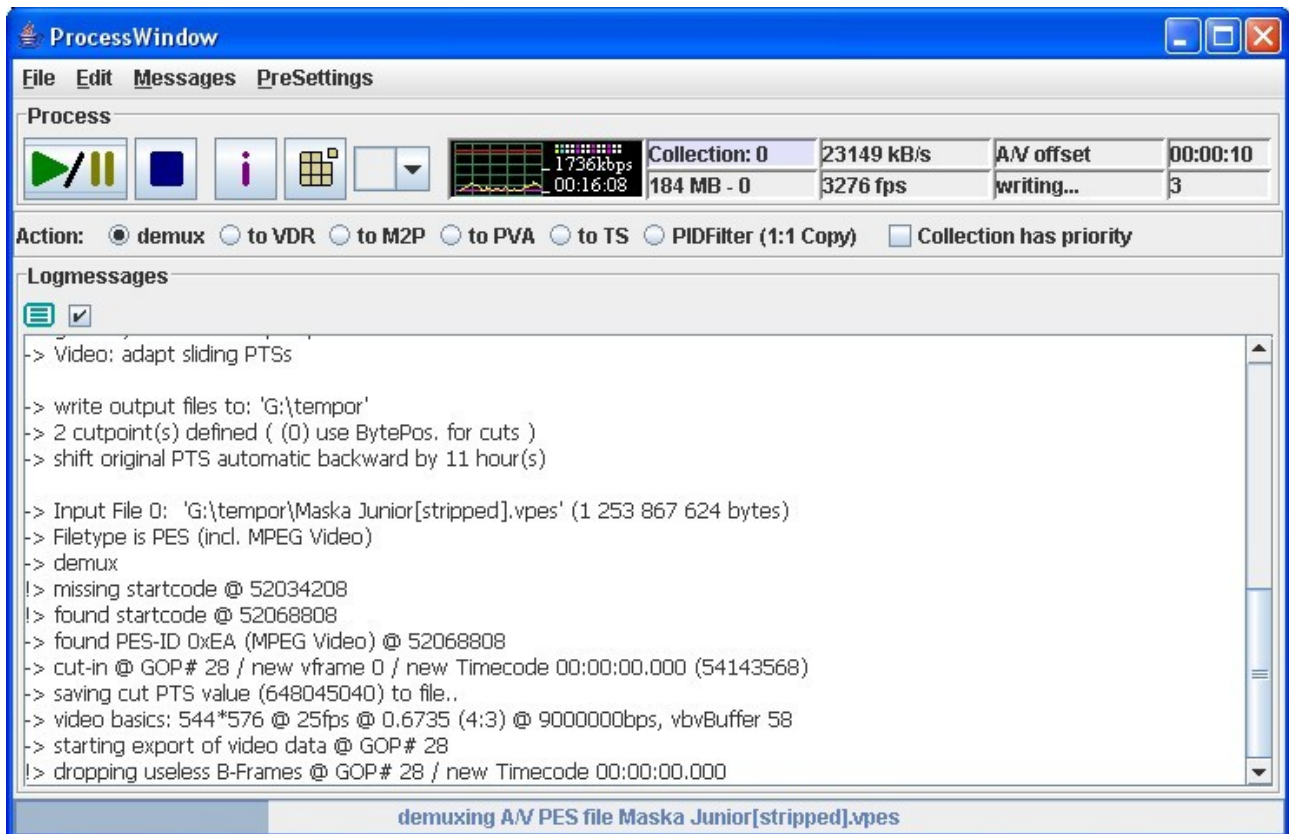 ProcessWindow
File Edit Messages PreSettings
Process
1736kbps
00:16:08
Collection: 0
23149 kB/s
A/V offset
00:00:10
184 MB - 0
3276 fps
writing...
3
Action: demux to VDR to M2P to PVA to TS PIDFilter (1:1 Copy) Collection has priority
Logmessages
-> Video: adapt sliding PTSs
-> write output files to: 'G:\tempor'
-> 2 cutpoint(s) defined ( (0) use BytePos. for cuts )
-> shift original PTS automatic backward by 11 hour(s)
-> Input File 0: 'G:\tempor\Maska Junior[stripped].vpes' (1 253 867 624 bytes)
-> Filetype is PES (incl. MPEG Video)
-> demux
!> missing startcode @ 52034208
!> found startcode @ 52068808
-> found PES-ID 0xEA (MPEG Video) @ 52068808
-> cut-in @ GOP# 28 / new vframe 0 / new Timecode 00:00:00.000 (54143568)
-> saving cut PTS value (648045040) to file..
-> video basics: 544*576 @ 25fps @ 0.6735 (4:3) @ 9000000bps, vbvBuffer 58
-> starting export of video data @ GOP# 28
!> dropping useless B-Frames @ GOP# 28 / new Timecode 00:00:00.000
demuxing A/V PES file Maska Junior[stripped].vpes